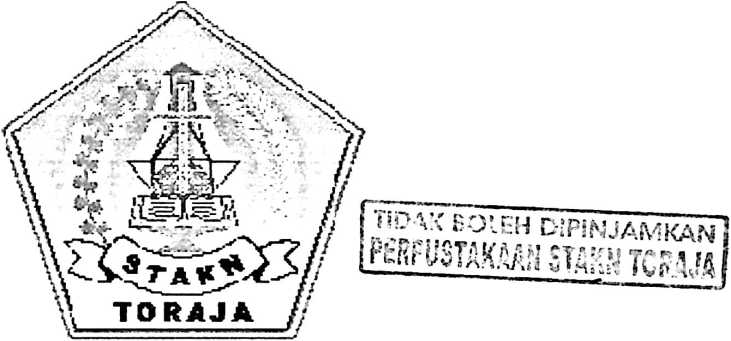 STAKN
TORAJA
TIDAK BOLEH DIPINJAMKAN
PERPUSTAKAAN STAKN TORAJA